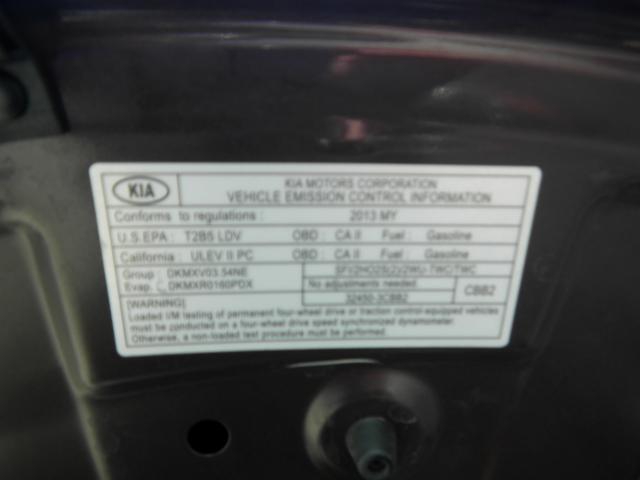 KIA
KIA MOTORS CORPORATION
VEHICLE EMISSION CONTROL INFORMATION
Conforms to regulations : 2013 MY
U.S.EPA : T2B5 LDV OBD : CA II Fuel : Gasoline
California : ULEV II PC OBD : CA II Fuel : Gasoline
Group : DKMXV03.54NE
Evap. : DKMXR0160PDX
No adjustments needed.
32450-3CBB2
CBB2
[WARNING]
Loaded I/M testing of permanent four-wheel drive or traction control-equipped vehicles
must be conducted on a four-wheel drive speed synchronized dynamometer.
Otherwise, a non-loaded test procedure must be performed.